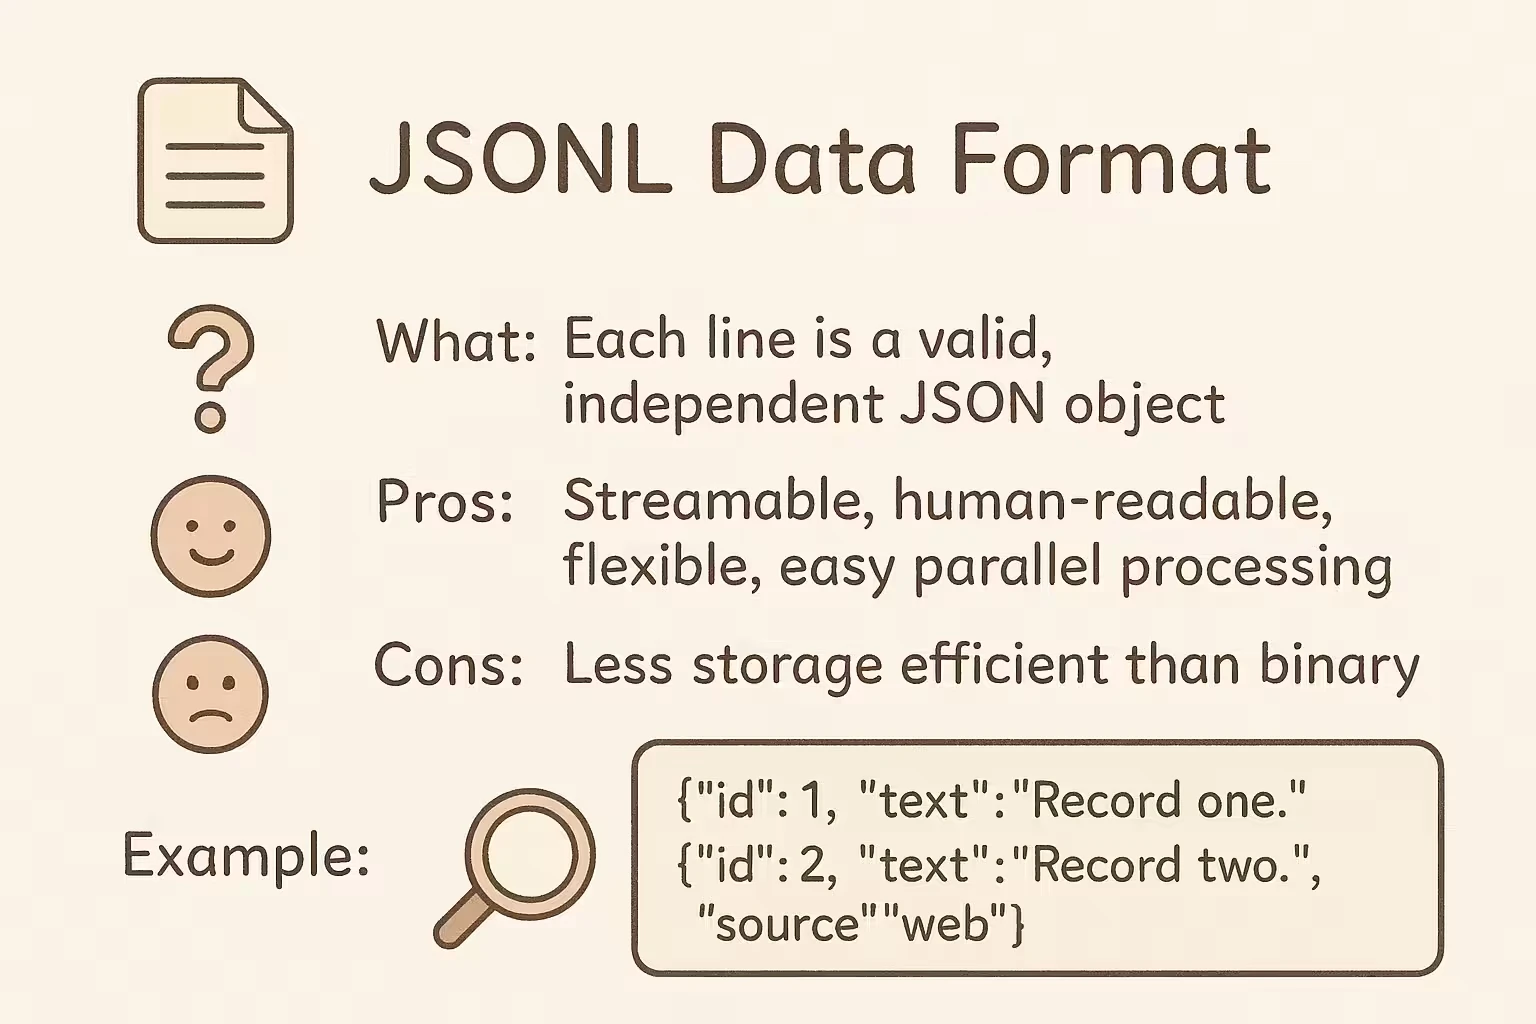 JSONL Data Format
What: Each line is a valid,
independent JSON object
Pros: Streamable, human-readable,
flexible, easy parallel processing
Cons: Less storage efficient than binary
Example:
{"id": 1, "text":"Record one."
{"id": 2, "text":"Record two.",
"source""web"}